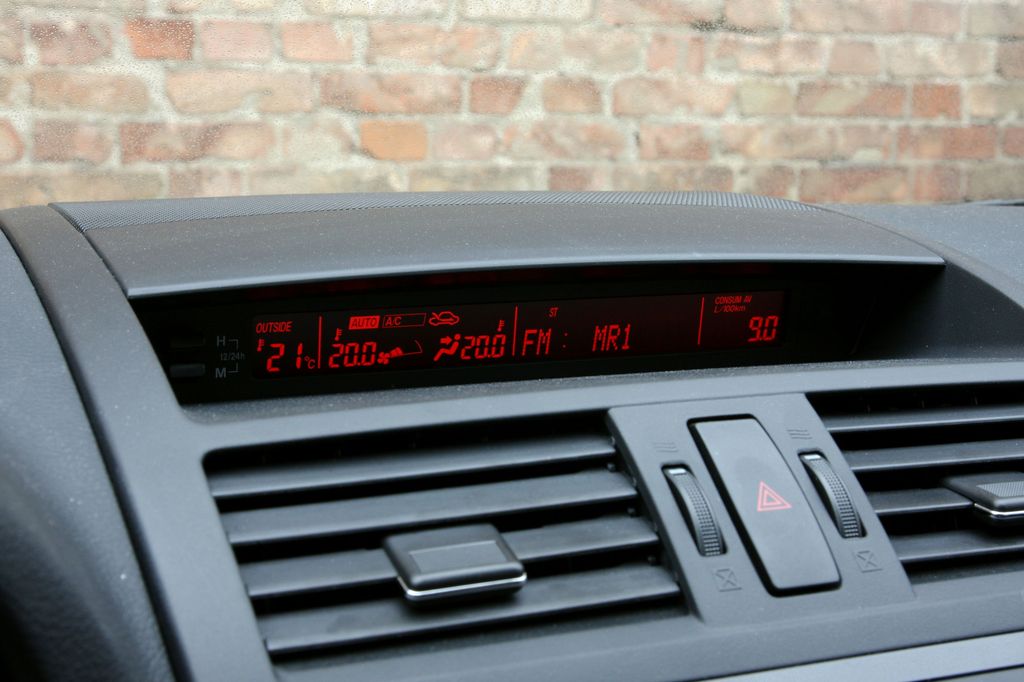 OUTSIDE
21°C
AUTO A/C
20.0
20.0
ST
FM : MR1
CONSUM AV
L/100km
9.0
H
12/24h
M